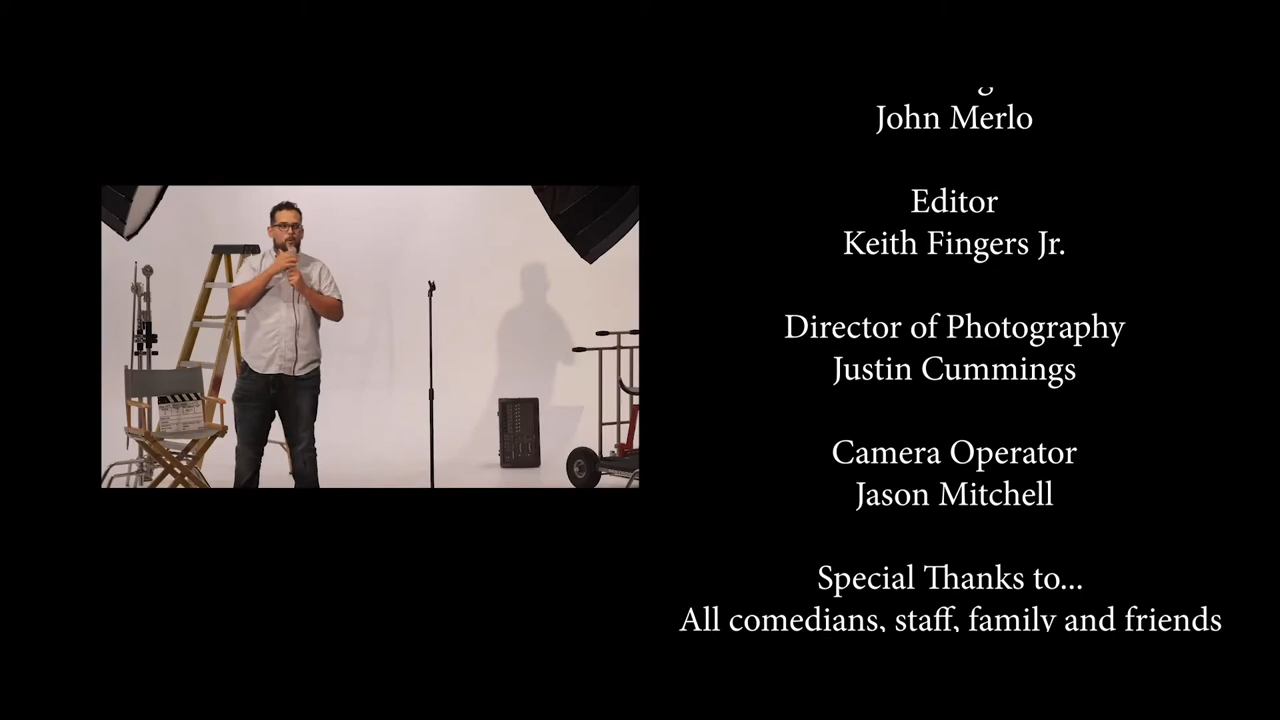 John Merlo
Editor
Keith Fingers Jr.
Director of Photography
Justin Cummings
Camera Operator
Jason Mitchell
Special Thanks to...
All comedians, staff, family and friends